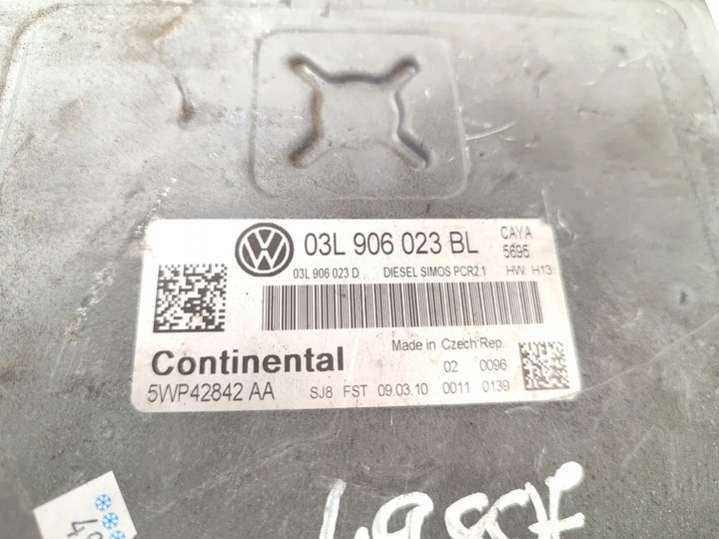 03L 906 023 BL CAYA
5695
03L 906 023 D DIESEL SIMOS PCR2.1 HW: H13
Continental Made in Czech Rep.
02 0096
5WP42842 AA SJ8 FST 09.03.10 0011 0139